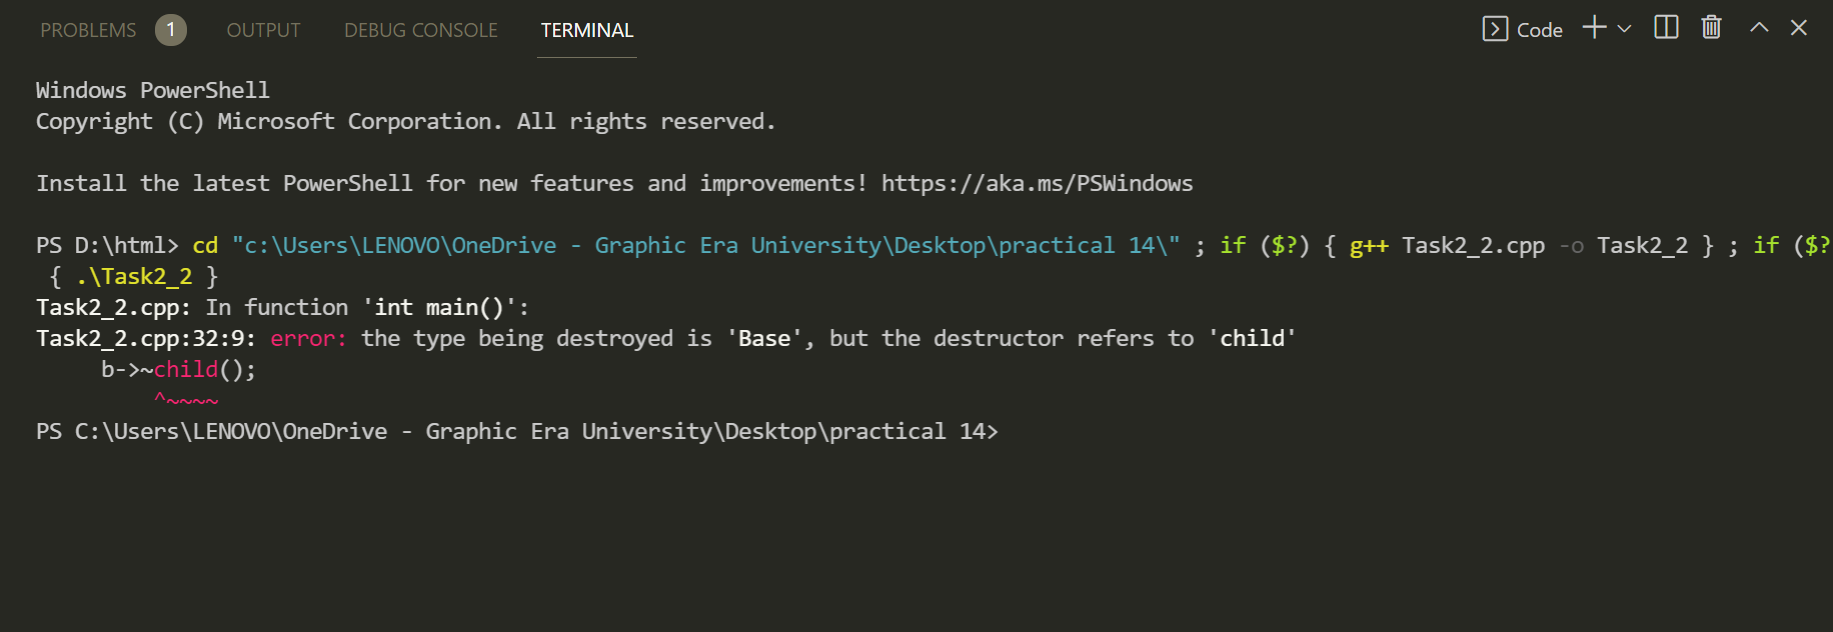 PROBLEMS 1 OUTPUT DEBUG CONSOLE TERMINAL Code
Windows PowerShell
Copyright (C) Microsoft Corporation. All rights reserved.
Install the latest PowerShell for new features and improvements! https://aka.ms/PSWindows
PS D:\html> cd "c:\Users\LENOVO\OneDrive - Graphic Era University\Desktop\practical 14\" ; if ($?) { g++ Task2_2.cpp -o Task2_2 } ; if ($?
{ .\Task2_2 }
Task2_2.cpp: In function 'int main()':
Task2_2.cpp:32:9: error: the type being destroyed is 'Base', but the destructor refers to 'child'
b->~child();
^~~~~
PS C:\Users\LENOVO\OneDrive - Graphic Era University\Desktop\practical 14>